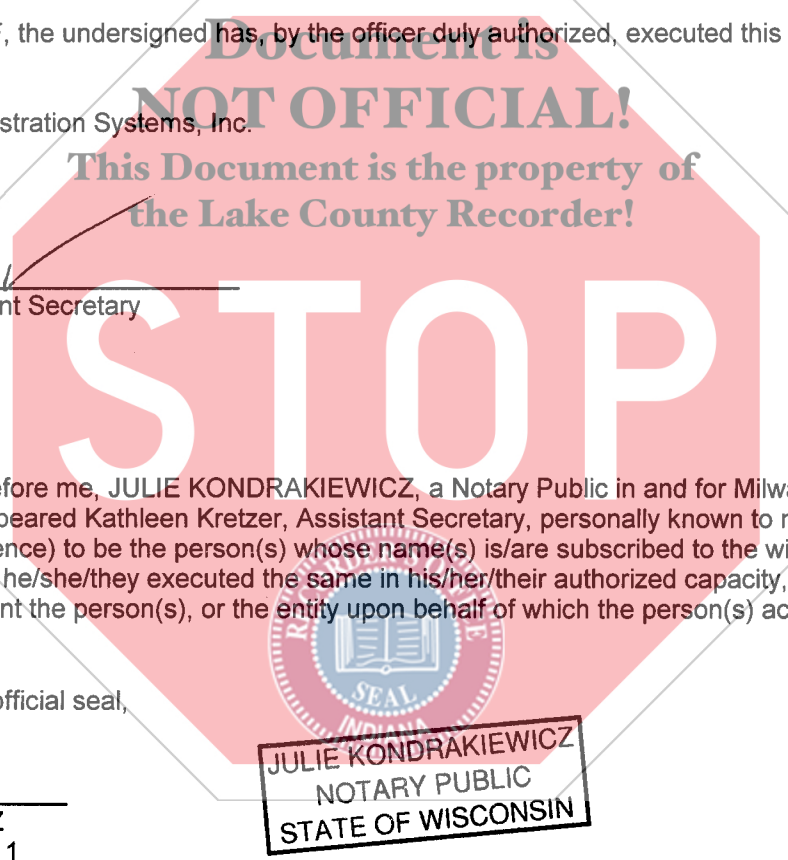 Document is
, the undersigned has, by the officer duly authorized, executed this
NOT OFFICIAL!
stration Systems, Inc.
This Document is the property of
the Lake County Recorder!
nt Secretary
STOP
efore me, JULIE KONDRAKIEWICZ, a Notary Public in and for Milwa
peared Kathleen Kretzer, Assistant Secretary, personally known to
ence) to be the person(s) whose name(s) is/are subscribed to the wi
he/she/they executed the same in his/her/their authorized capacity,
nt the person(s), or the entity upon behalf of which the person(s) ac
RECORDER'S OFFICE
SEAL
INDIANA
official seal,
JULIE KONDRAKIEWICZ
NOTARY PUBLIC
STATE OF WISCONSIN
Z
1